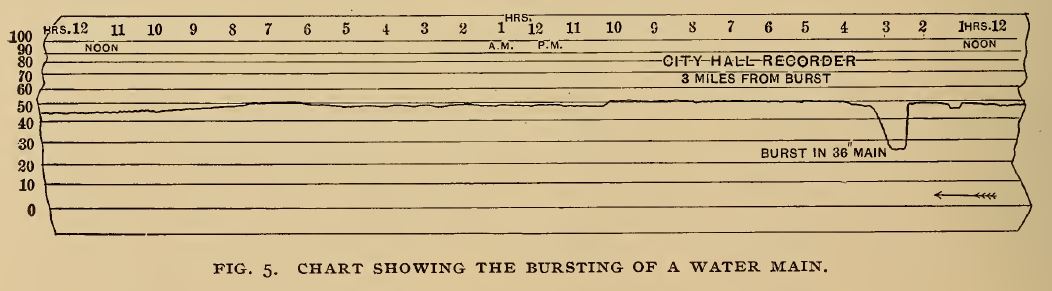 HRS.
HRS.12 11 10 9 8 7 6 5 4 3 2 1 12 11 10 9 8 7 6 5 4 3 2 1HRS.12
NOON A.M. P.M. NOON
100
90
80
70
60
50
40
30
20
10
0
CITY HALL RECORDER
3 MILES FROM BURST
BURST IN 36" MAIN
FIG. 5. CHART SHOWING THE BURSTING OF A WATER MAIN.